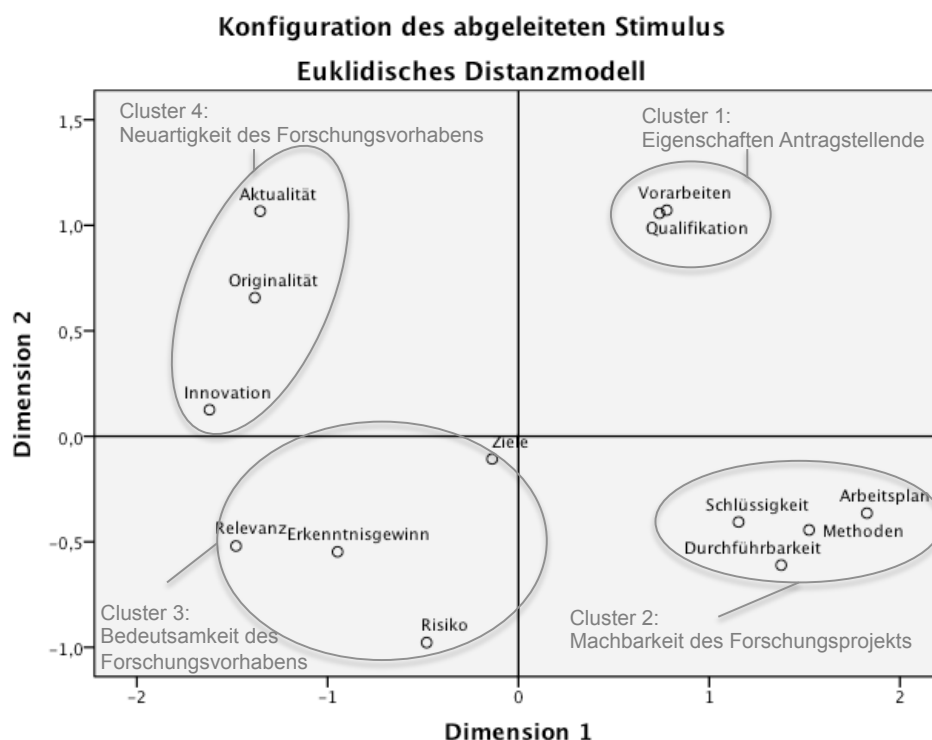 Konfiguration des abgeleiteten Stimulus
Euklidisches Distanzmodell
Cluster 4:
Neuartigkeit des Forschungsvorhabens
Cluster 1:
Eigenschaften Antragstellende
1,5
Aktualität
Vorarbeiten
1,0
Qualifikation
Originalität
0,5
Innovation
0,0
Ziele
Dimension 2
Schlüssigkeit
Arbeitsplan
Relevanz
Erkenntnisgewinn
Methoden
-0,5
Durchführbarkeit
Cluster 3:
Bedeutsamkeit des
Forschungsvorhabens
Risiko
Cluster 2:
Machbarkeit des Forschungsprojekts
-1,0
-2
-1
0
1
2
Dimension 1